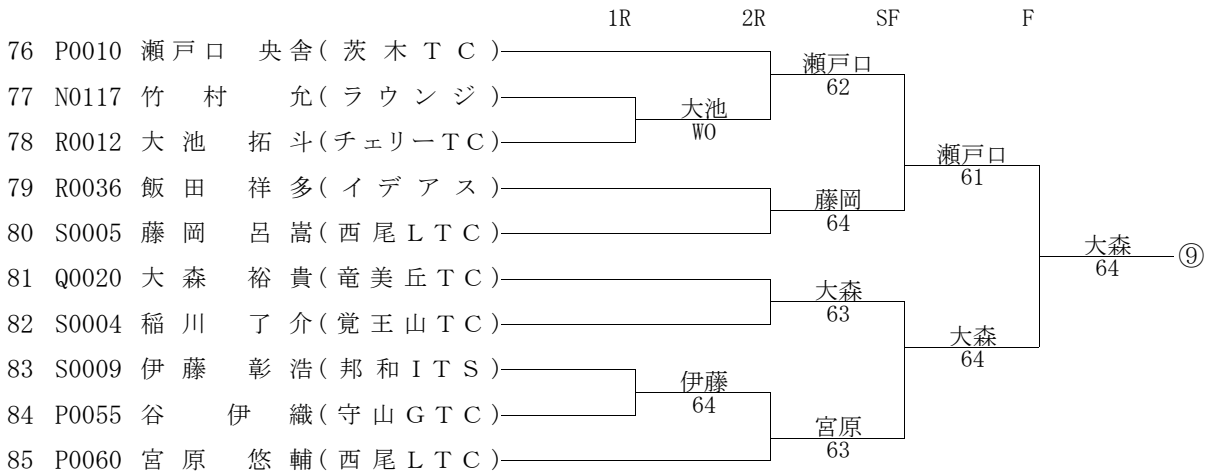 1R 2R SF F
76 P0010 瀬戸口 央舎(茨木TC)
瀬戸口
62
77 N0117 竹村 允(ラウンジ)
大池
WO
78 R0012 大池 拓斗(チェリーTC)
瀬戸口
61
79 R0036 飯田 祥多(イデアス)
藤岡
64
80 S0005 藤岡 呂嵩(西尾LTC)
大森
64
⑨
81 Q0020 大森 裕貴(竜美丘TC)
大森
63
82 S0004 稲川 了介(覚王山TC)
大森
64
83 S0009 伊藤 彰浩(邦和ITS)
伊藤
64
84 P0055 谷 伊織(守山GTC)
宮原
63
85 P0060 宮原 悠輔(西尾LTC)